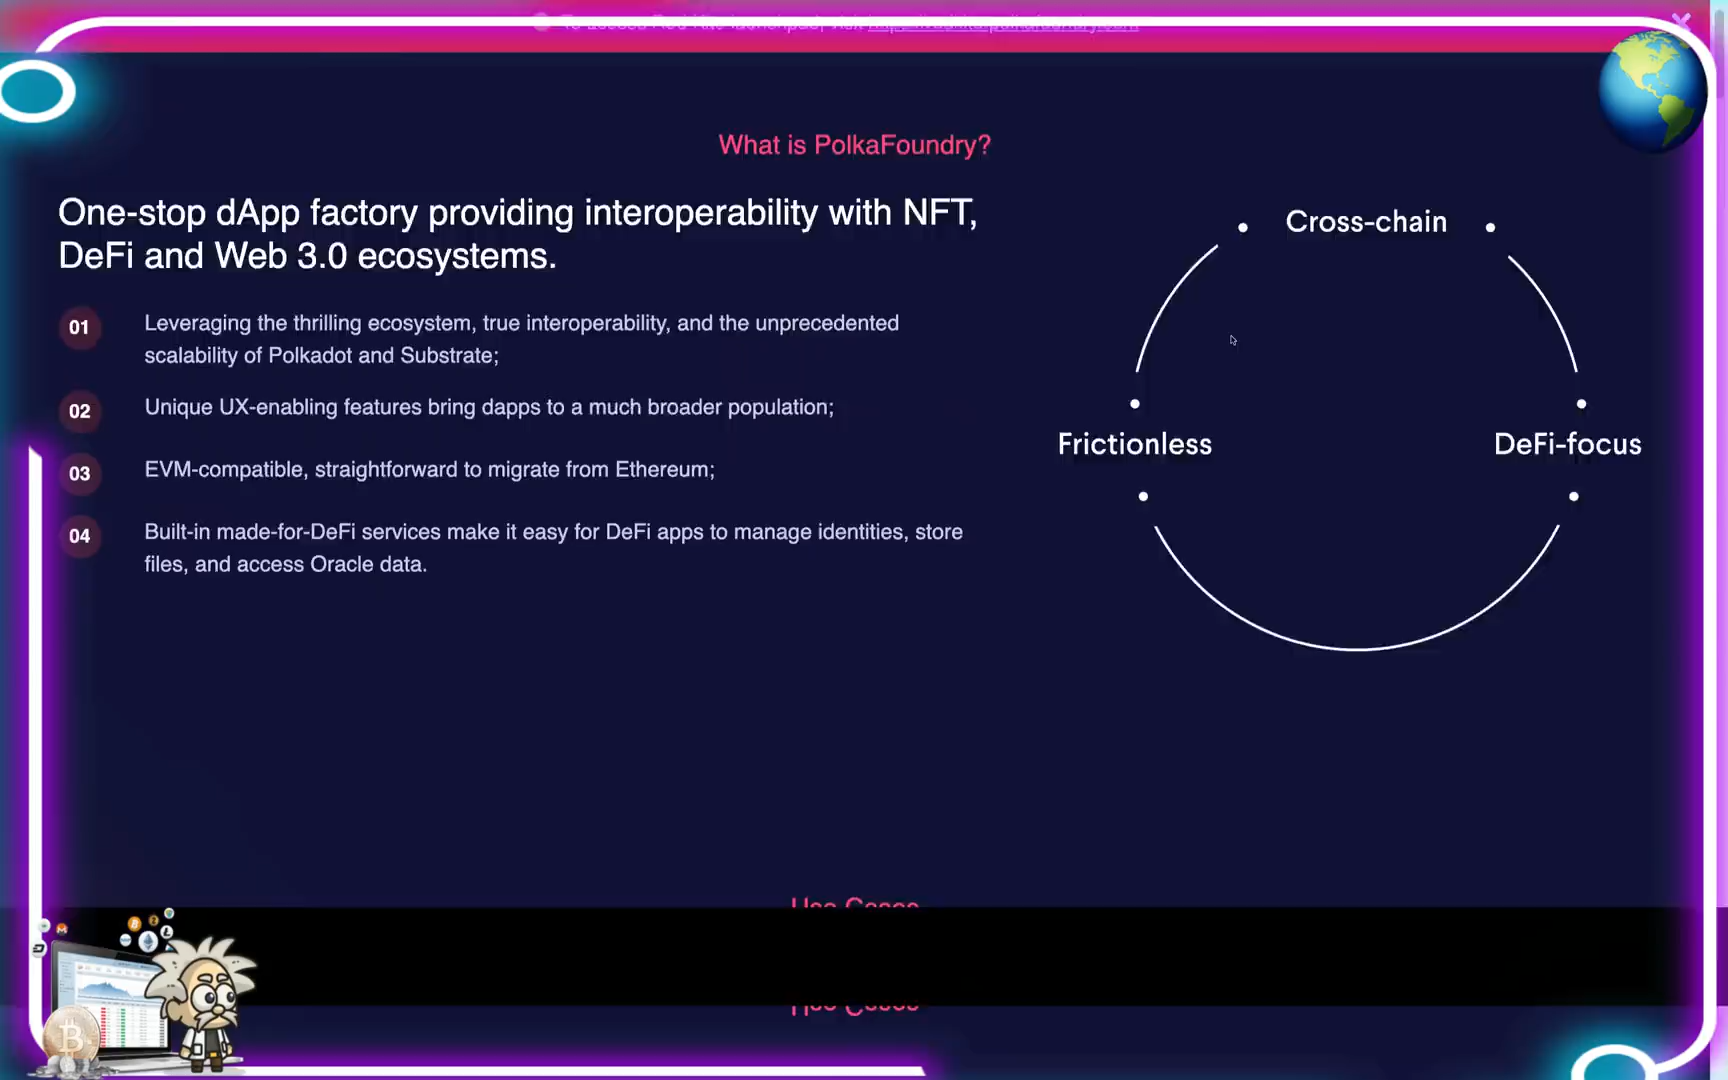 What is PolkaFoundry?
One-stop dApp factory providing interoperability with NFT,
DeFi and Web 3.0 ecosystems.
01 Leveraging the thrilling ecosystem, true interoperability, and the unprecedented
scalability of Polkadot and Substrate;
02 Unique UX-enabling features bring dapps to a much broader population;
03 EVM-compatible, straightforward to migrate from Ethereum;
04 Built-in made-for-DeFi services make it easy for DeFi apps to manage identities, store
files, and access Oracle data.
Cross-chain
Frictionless
DeFi-focus
Use Cases
Use Cases